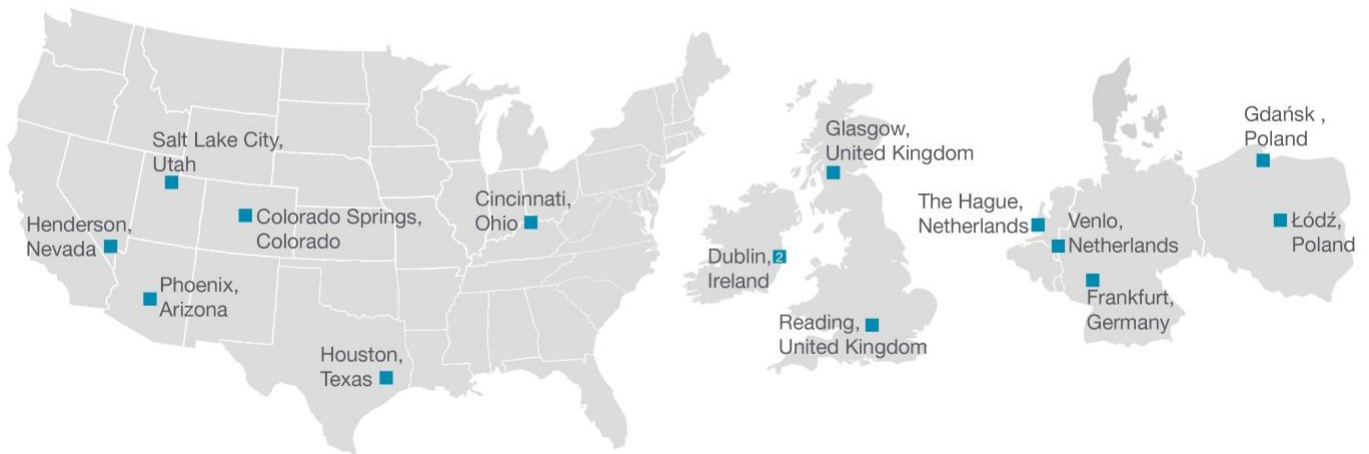 Salt Lake City,
Utah
Henderson,
Nevada
Colorado Springs,
Colorado
Phoenix,
Arizona
Cincinnati,
Ohio
Houston,
Texas
Glasgow,
United Kingdom
Dublin,
Ireland
2
Reading,
United Kingdom
The Hague,
Netherlands
Venlo,
Netherlands
Frankfurt,
Germany
Gdańsk ,
Poland
Łódź,
Poland